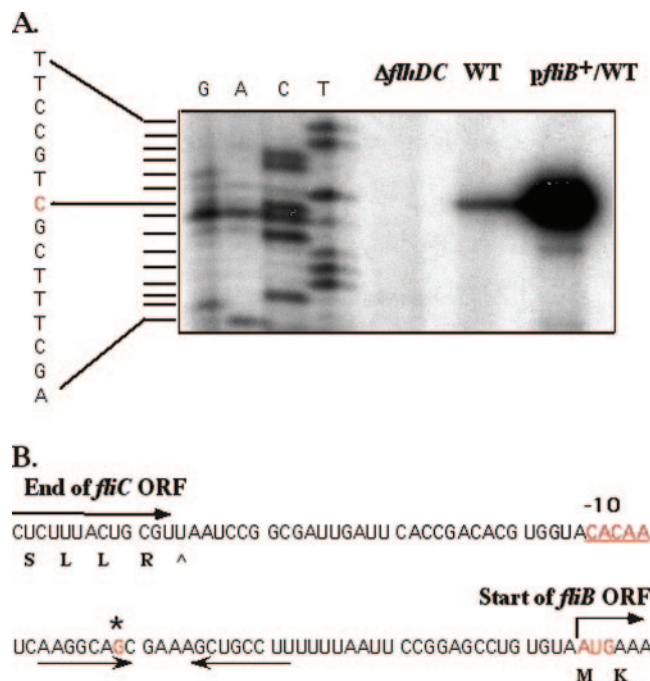 A.
ΔflhDC WT pfliB+/WT
G A C T
T
T
C
C
G
T
C
G
C
T
T
T
C
G
A
B.
End of fliC ORF
-10
CUCUUUACUG CGUUAAUCCG GCGAUUGAUU CACCGACACG UGGUACACAA
S L L R ^
Start of fliB ORF
*
UCAAGGCAGC GAAAGCUGCC UUUUUUAAUU CCGGAGCCUG UGUAAUGAAA
M K